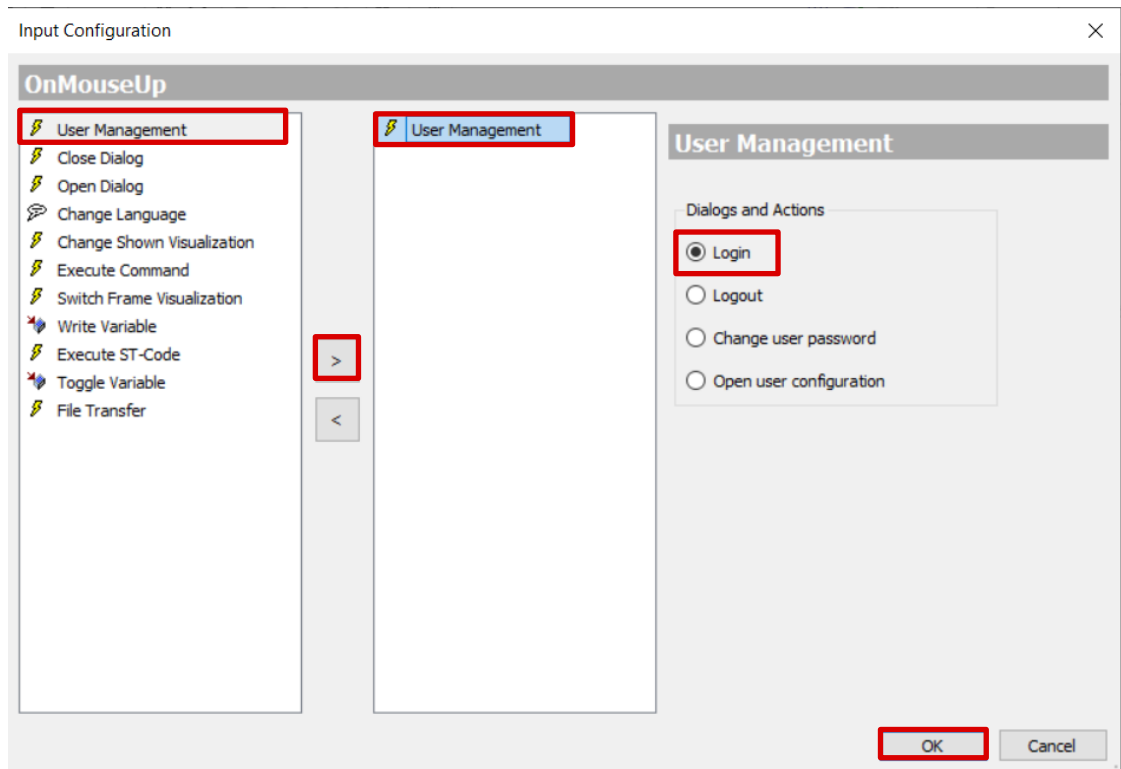 Input Configuration
OnMouseUp
User Management
Close Dialog
Open Dialog
Change Language
Change Shown Visualization
Execute Command
Switch Frame Visualization
Write Variable
Execute ST-Code
Toggle Variable
File Transfer
>
<
User Management
User Management
Dialogs and Actions
Login
Logout
Change user password
Open user configuration
OK
Cancel